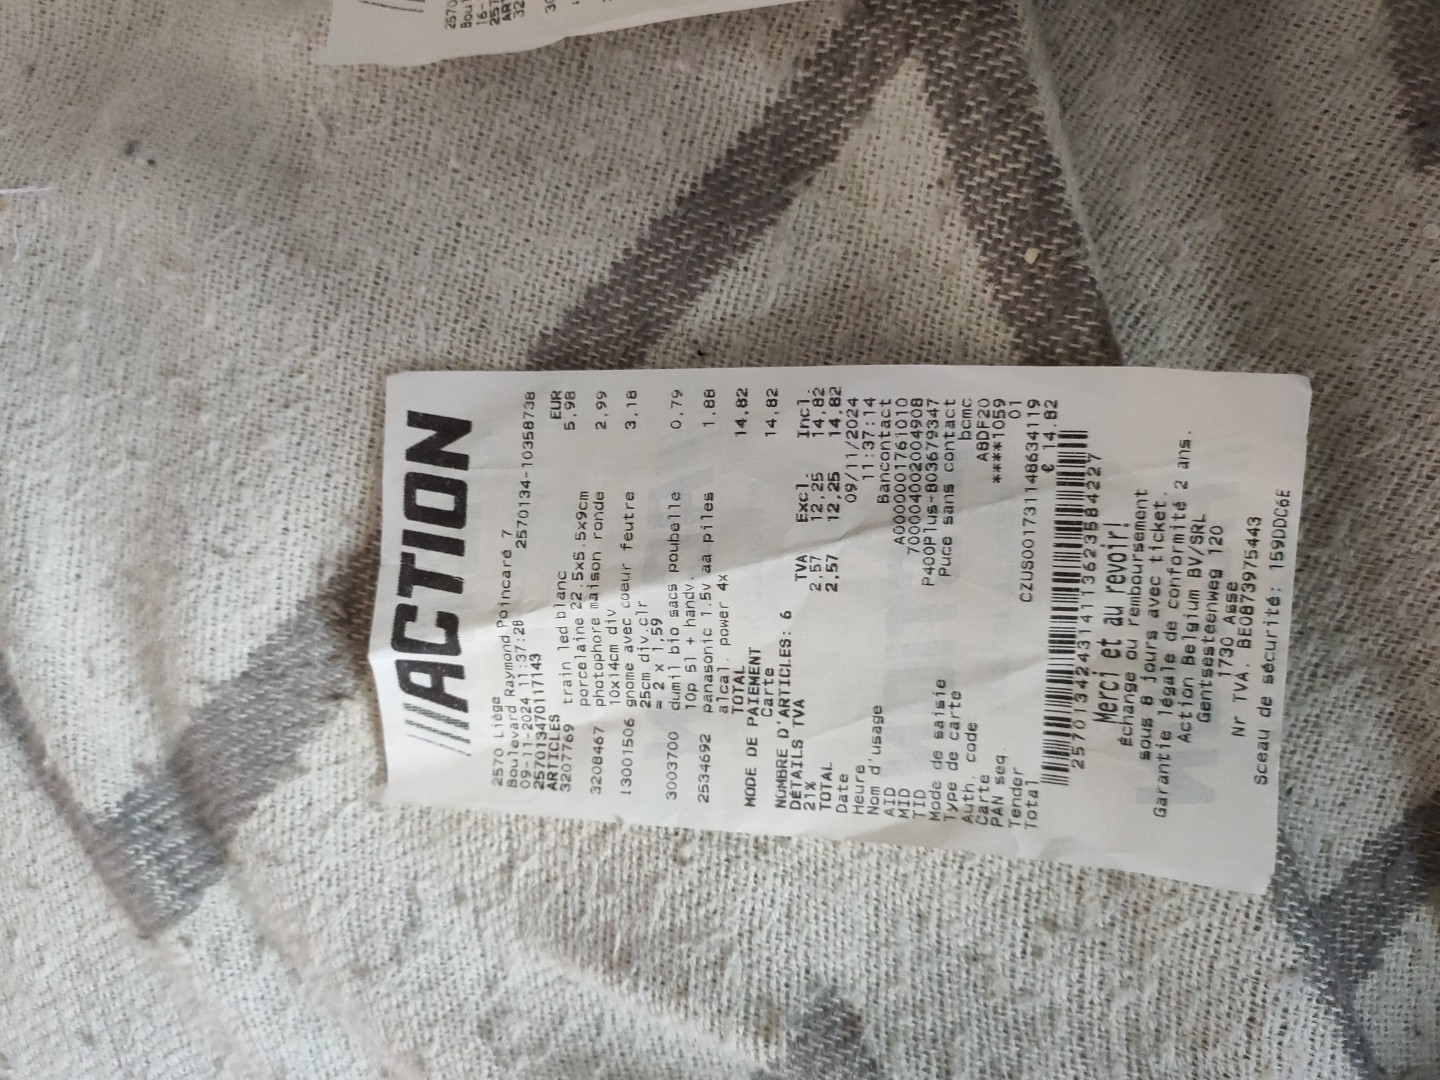 ACTION
2570 Liège
Boulevard Raymond Poincaré 7
09-11-2024 11:37:28 2570134-10358738
2570134701117143
ARTICLES EUR
3207769 train led blanc 5,98
porcelaine 22.5x5.5x9cm
3208467 photophore maison ronde 2,99
10x14cm div
13001506 gnome avec coeur feutre 3,18
25cm div.clr
= 2 x 1,59
3003700 dumil bio sacs poubelle 0,79
10p 5l + handv.
2534692 panasonic 1.5v aa piles 1,88
alcal. power 4x
TOTAL 14,82
MODE DE PAIEMENT
Carte 14,82
NOMBRE D'ARTICLES: 6
DÉTAILS TVA TVA Excl. Incl.
21% 2,57 12,25 14,82
TOTAL 2,57 12,25 14,82
Date 09/11/2024
Heure 11:37:14
Nom d'usage Bancontact
AID A0000001761010
MID 700004002004908
TID P400Plus-803679347
Mode de saisie Puce sans contact
Type de carte bcmc
Auth. code A8DF20
Carte ****1059
PAN seq. 01
Tender CZUS001731148634119
Total € 14.82
257013424314113623584227
Merci et au revoir!
Échange ou remboursement
sous 8 jours avec ticket.
Garantie légale de conformité 2 ans.
Action Belgium BV/SRL
Gentsesteenweg 120
1730 Asse
Nr TVA. BE0873975443
Sceau de sécurité: 159DDC6E